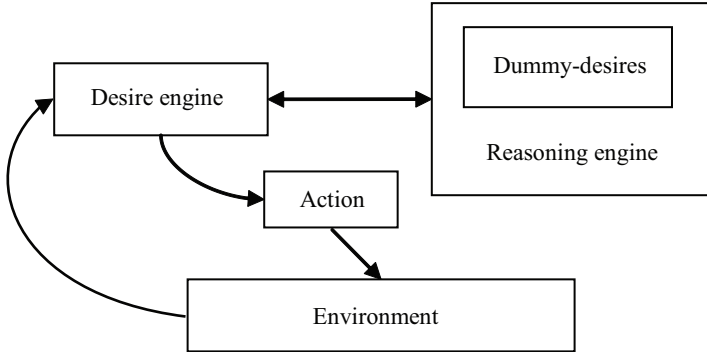 Dummy-desires
Desire engine
Reasoning engine
Action
Environment